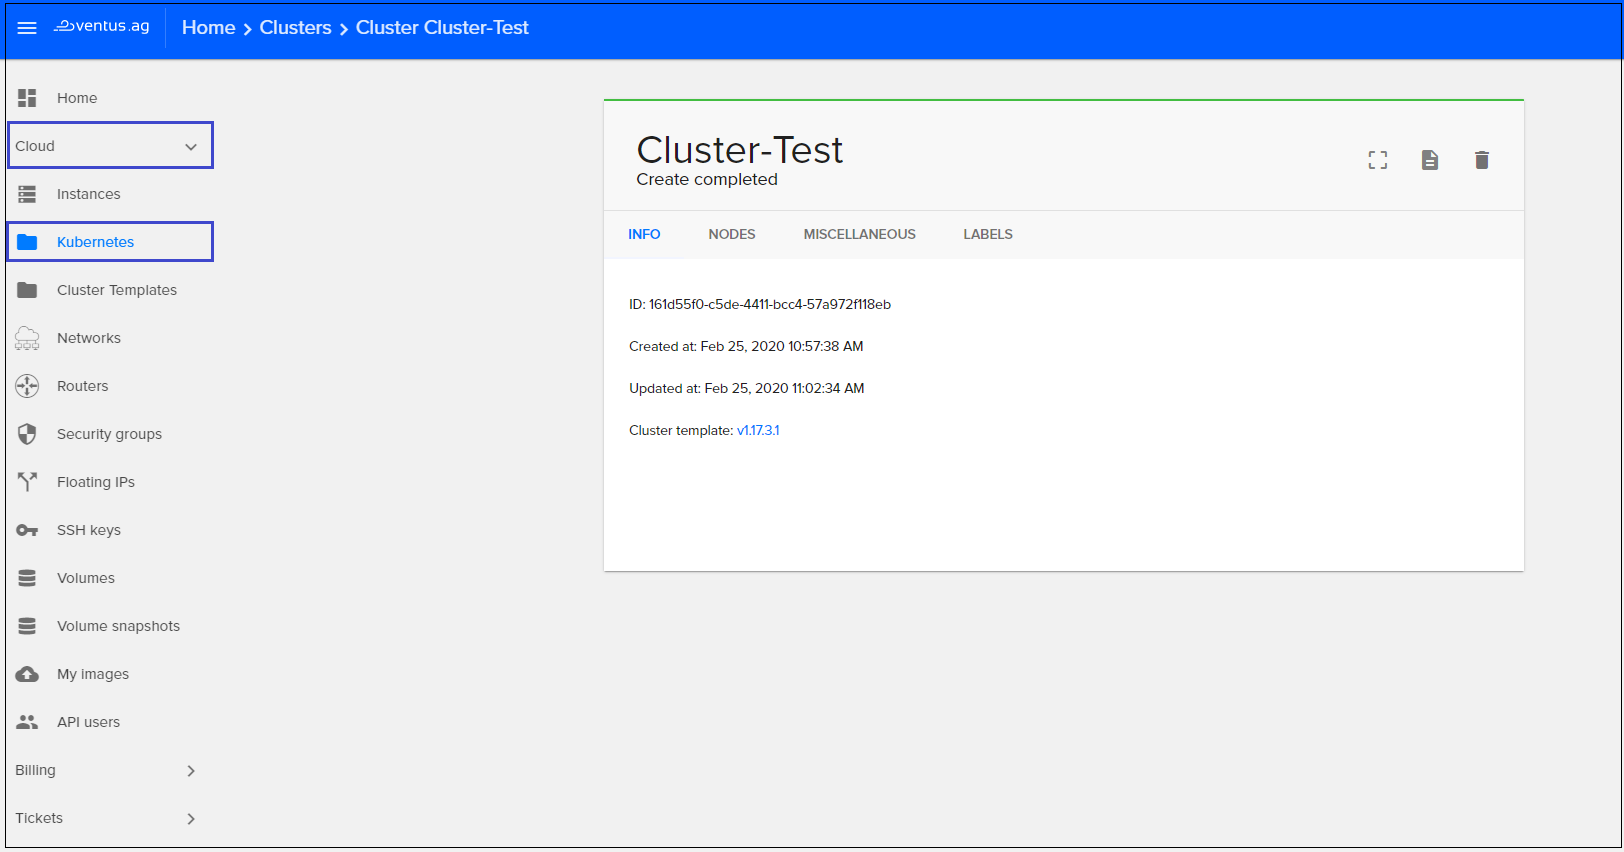 ventus.ag
Home > Clusters > Cluster Cluster-Test
Home
Cloud
Instances
Kubernetes
Cluster Templates
Networks
Routers
Security groups
Floating IPs
SSH keys
Volumes
Volume snapshots
My images
API users
Billing
Tickets
Cluster-Test
Create completed
INFO NODES MISCELLANEOUS LABELS
ID: 161d55f0-c5de-4411-bcc4-57a972f118eb
Created at: Feb 25, 2020 10:57:38 AM
Updated at: Feb 25, 2020 11:02:34 AM
Cluster template: v1.17.3.1